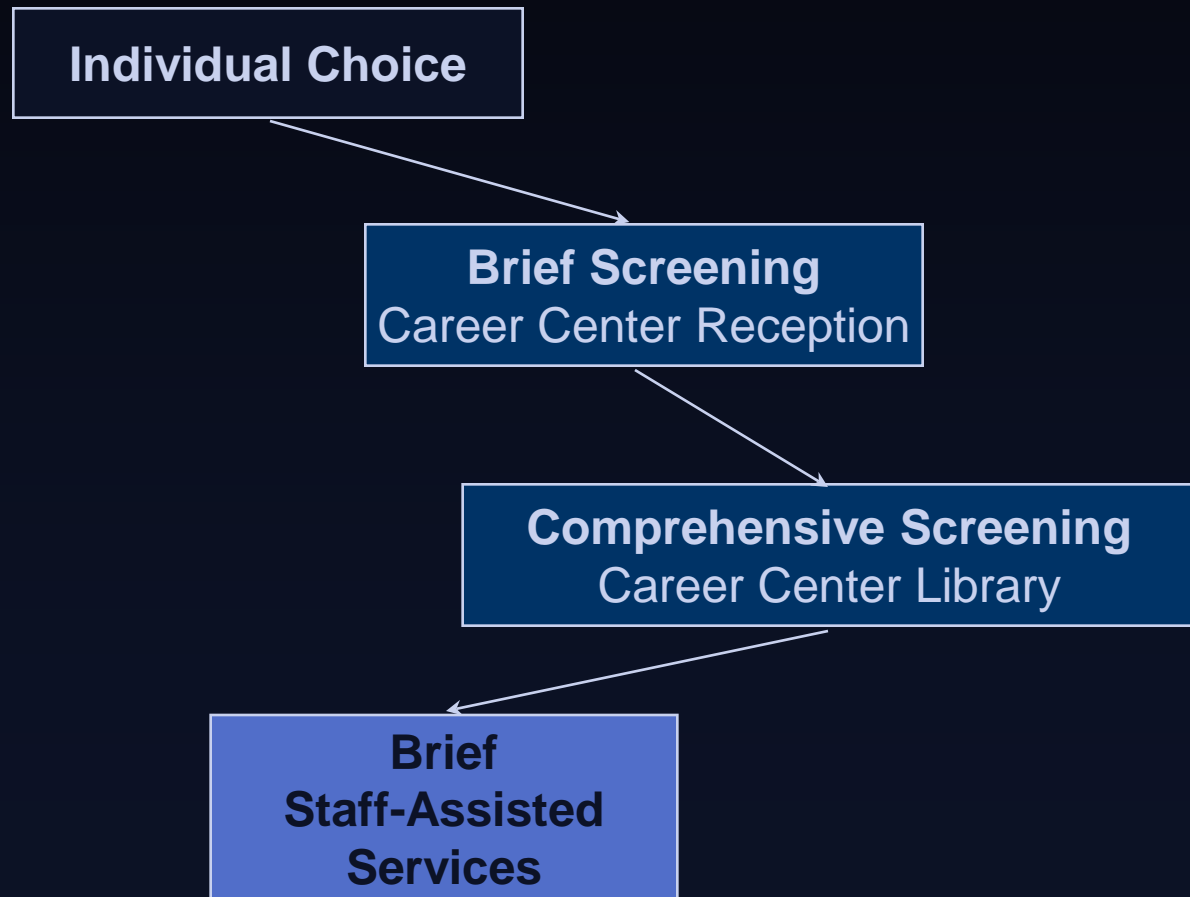 Individual Choice
Brief Screening
Career Center Reception
Comprehensive Screening
Career Center Library
Brief
Staff-Assisted
Services